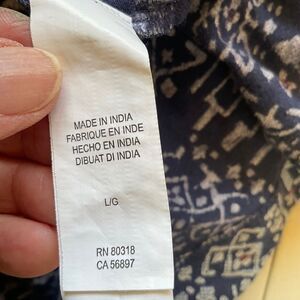 MADE IN INDIA
FABRIQUE EN INDE
HECHO EN INDIA
DIBUAT DI INDIA
L/G
RN 80318
CA 56897